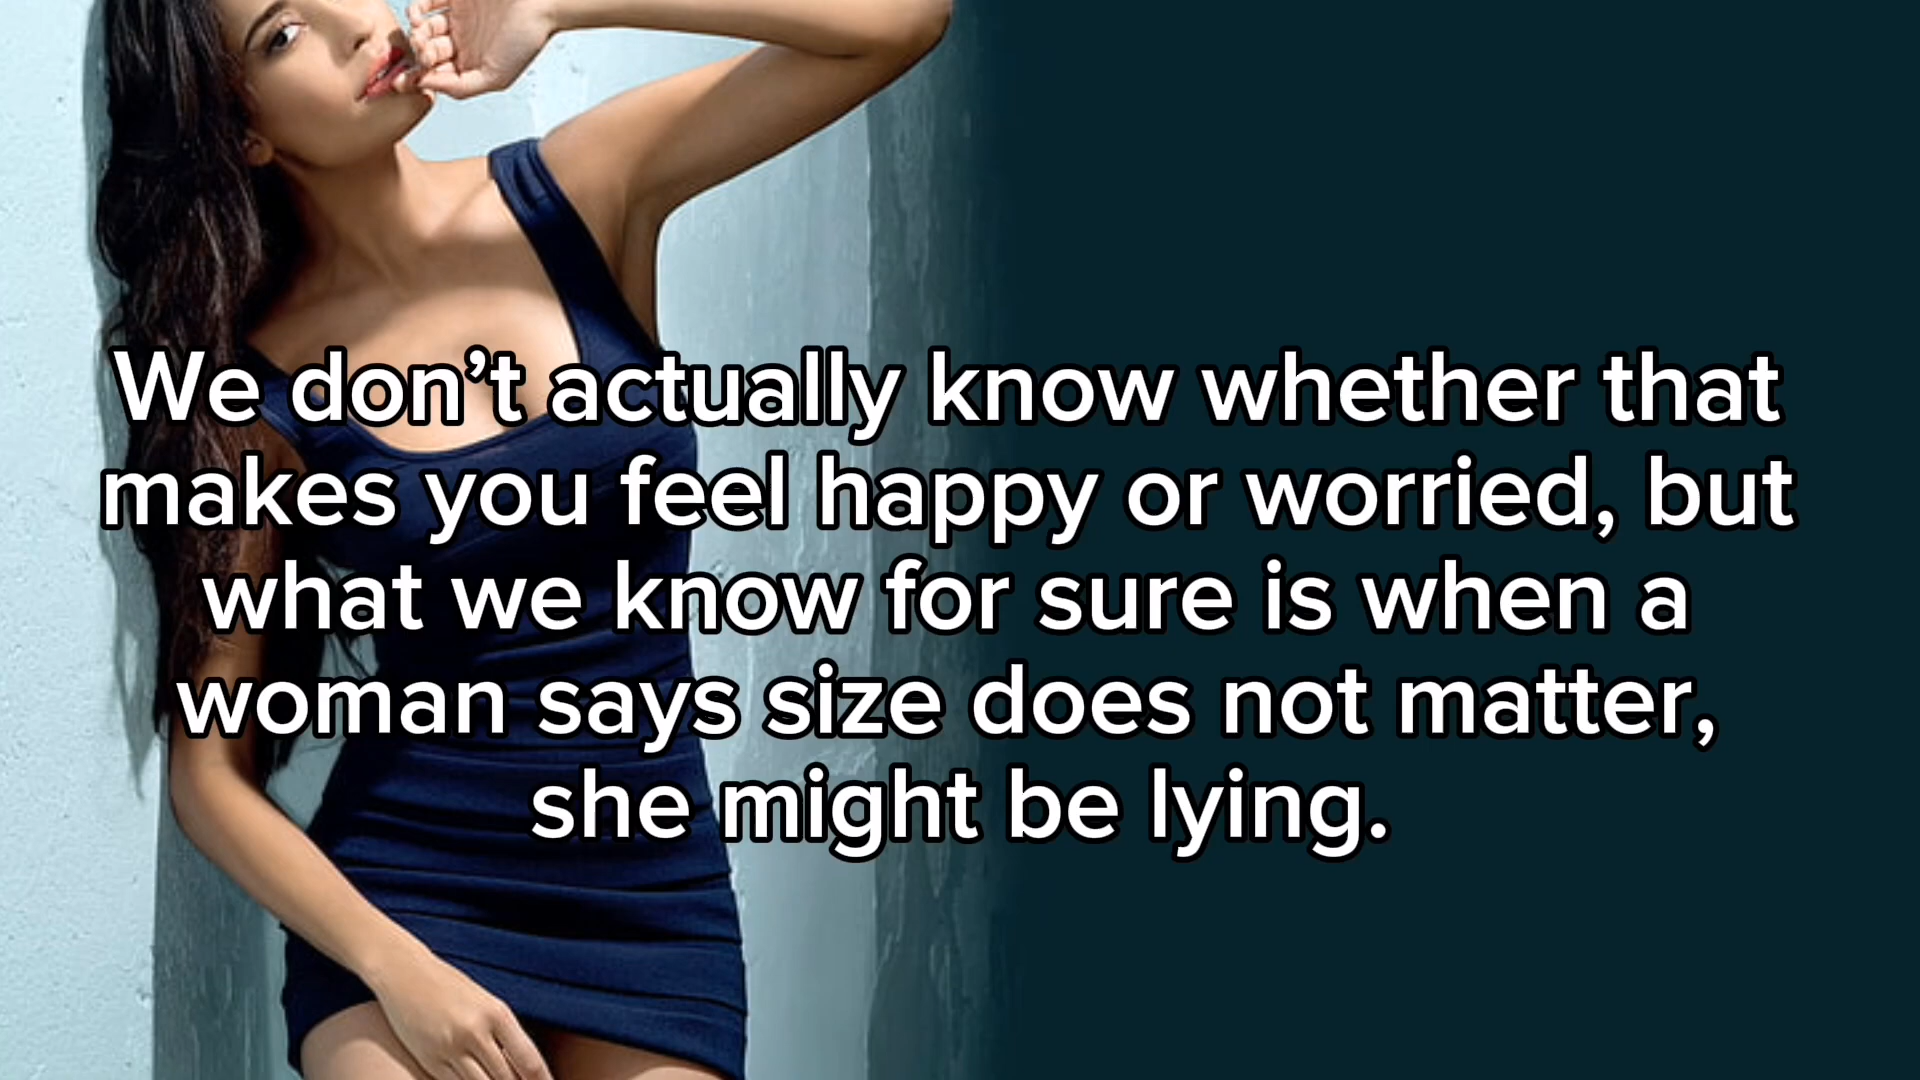 We don’t actually know whether that
makes you feel happy or worried, but
what we know for sure is when a
woman says size does not matter,
she might be lying.